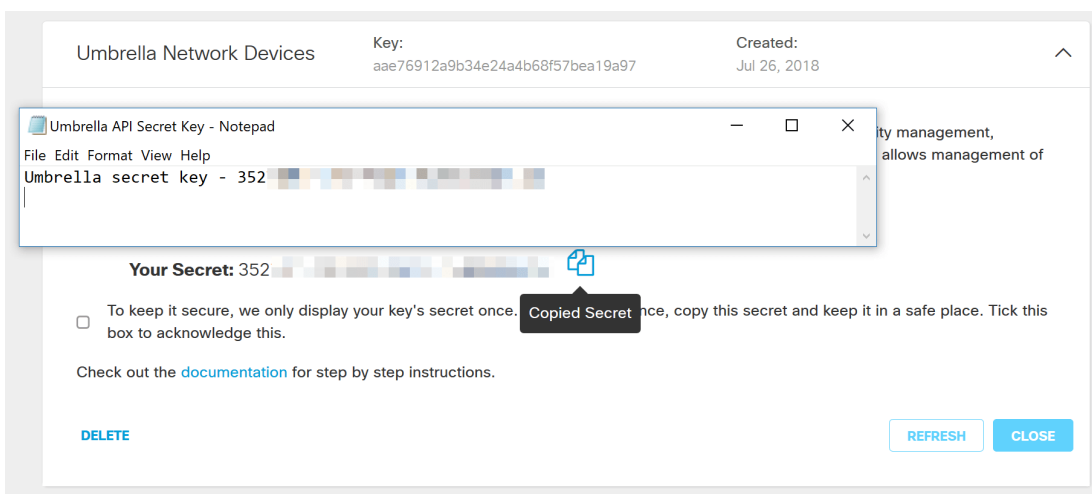 Umbrella Network Devices
Key:
aae76912a9b34e24a4b68f57bea19a97
Created:
Jul 26, 2018
Umbrella API Secret Key - Notepad
File Edit Format View Help
Umbrella secret key - 352
ity management,
allows management of
Your Secret: 352
Copied Secret
To keep it secure, we only display your key's secret once. nce, copy this secret and keep it in a safe place. Tick this
box to acknowledge this.
Check out the documentation for step by step instructions.
DELETE
REFRESH
CLOSE